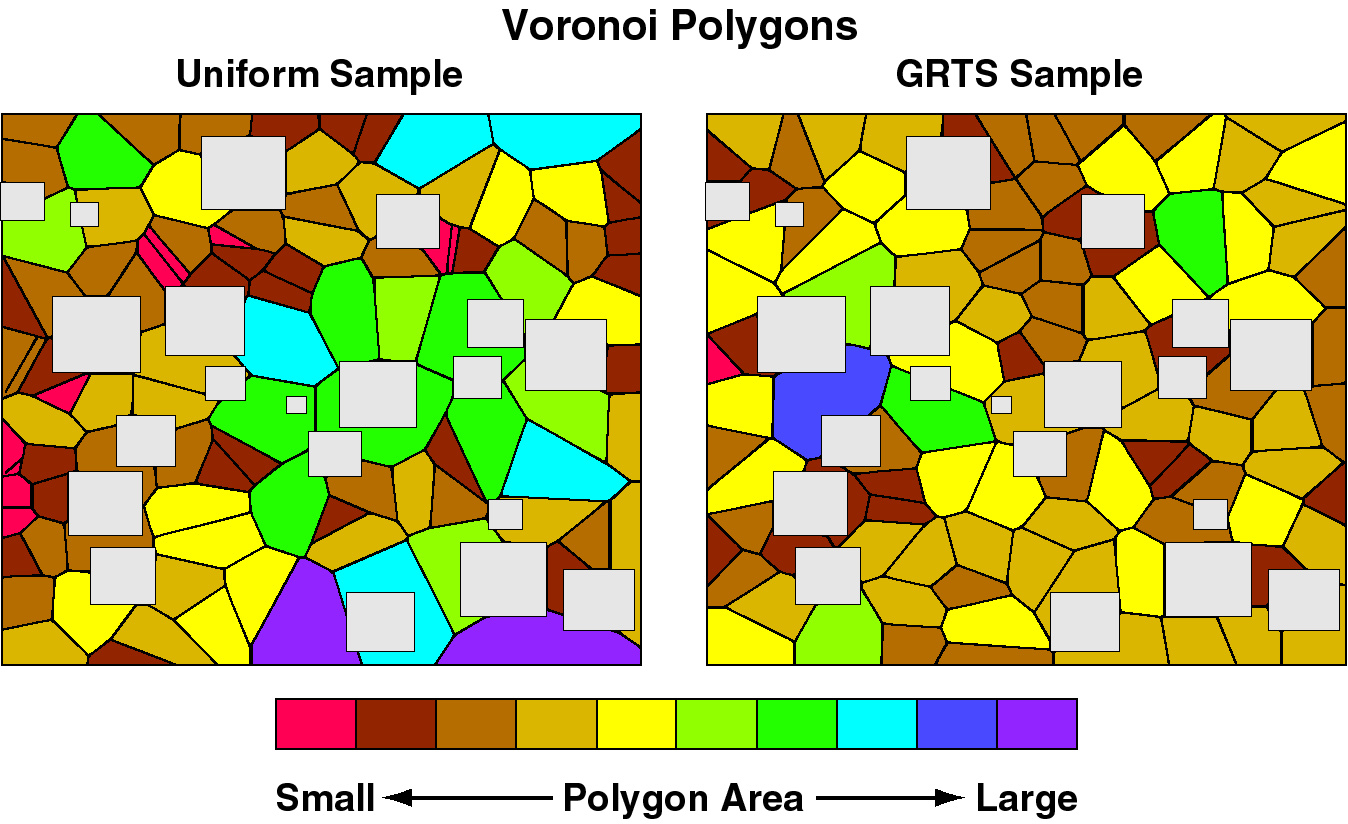 Voronoi Polygons
Uniform Sample
GRTS Sample
Small
Polygon Area
Large